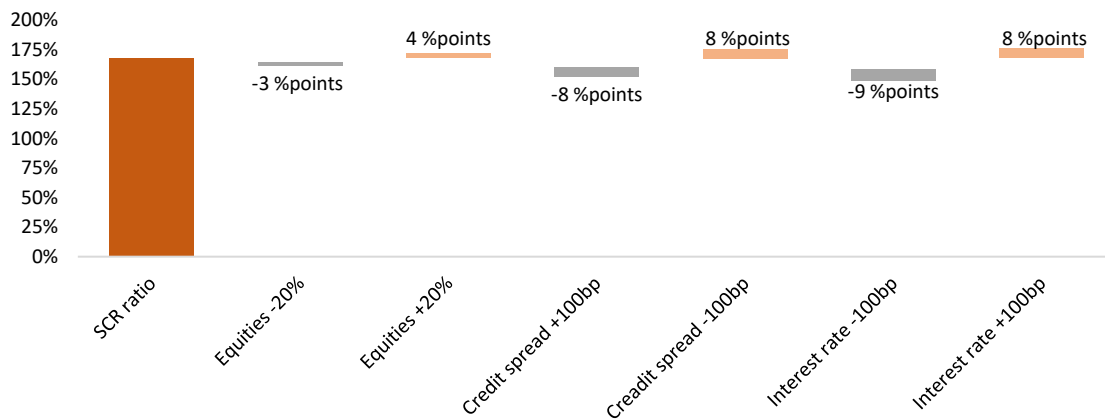 200%
175%
150%
125%
100%
75%
50%
25%
0%
-3 %points
4 %points
-8 %points
8 %points
-9 %points
8 %points
SCR ratio
Equities -20%
Equities +20%
Credit spread +100bp
Creadit spread -100bp
Interest rate -100bp
Interest rate +100bp